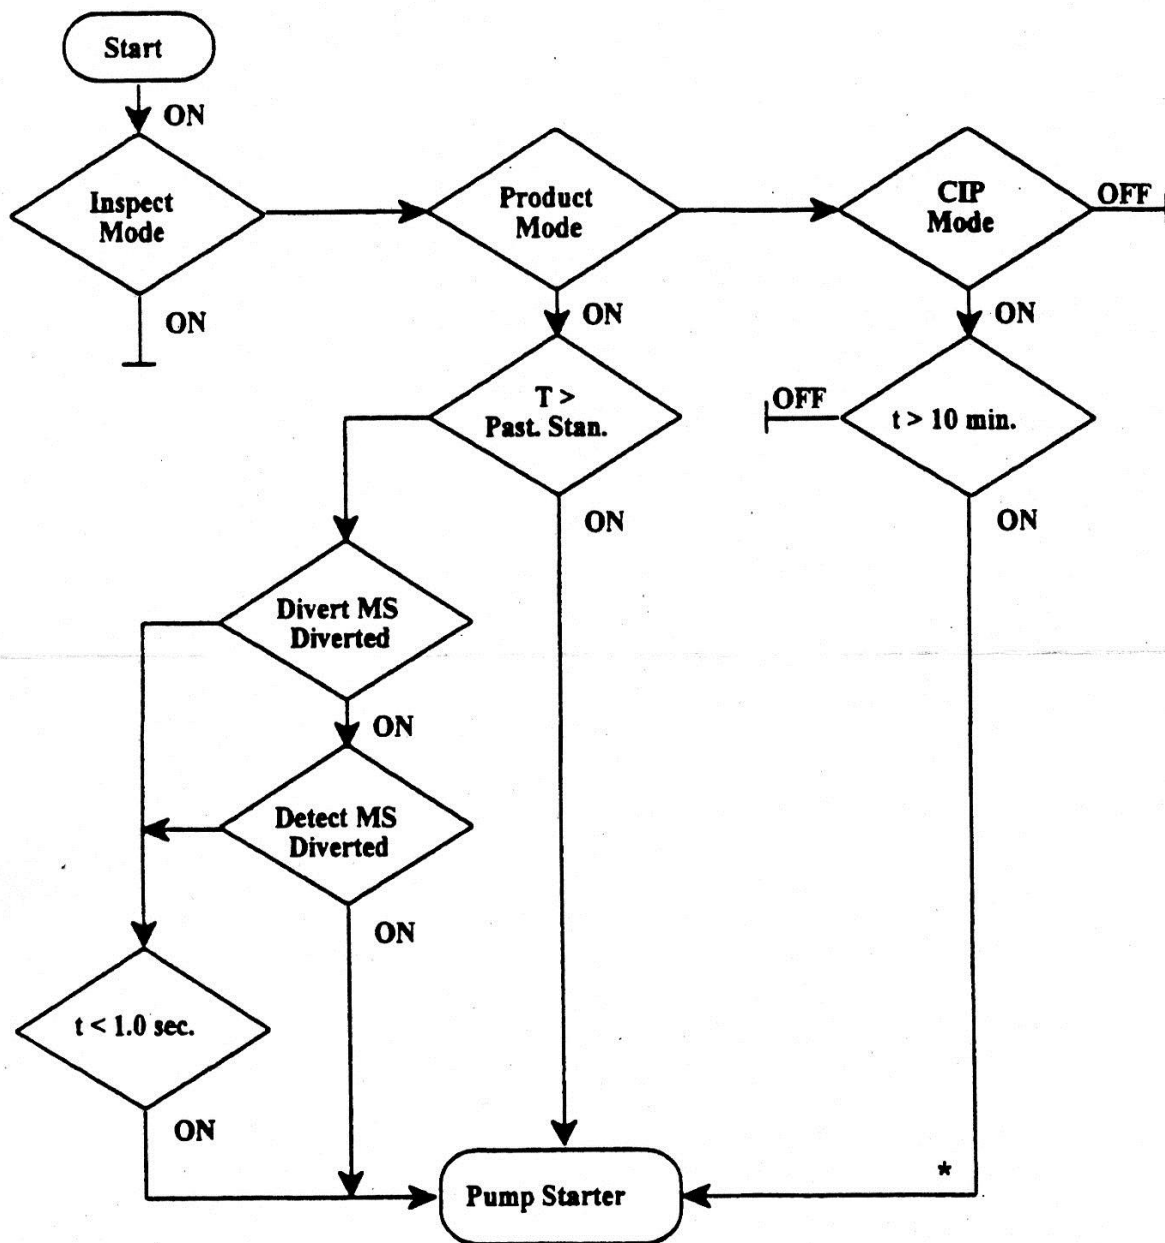 Start
ON
Inspect
Mode
ON
Product
Mode
ON
CIP
Mode
OFF
ON
T >
Past. Stan.
ON
OFF
t > 10 min.
ON
Divert MS
Diverted
ON
Detect MS
Diverted
ON
t < 1.0 sec.
ON
Pump Starter
*